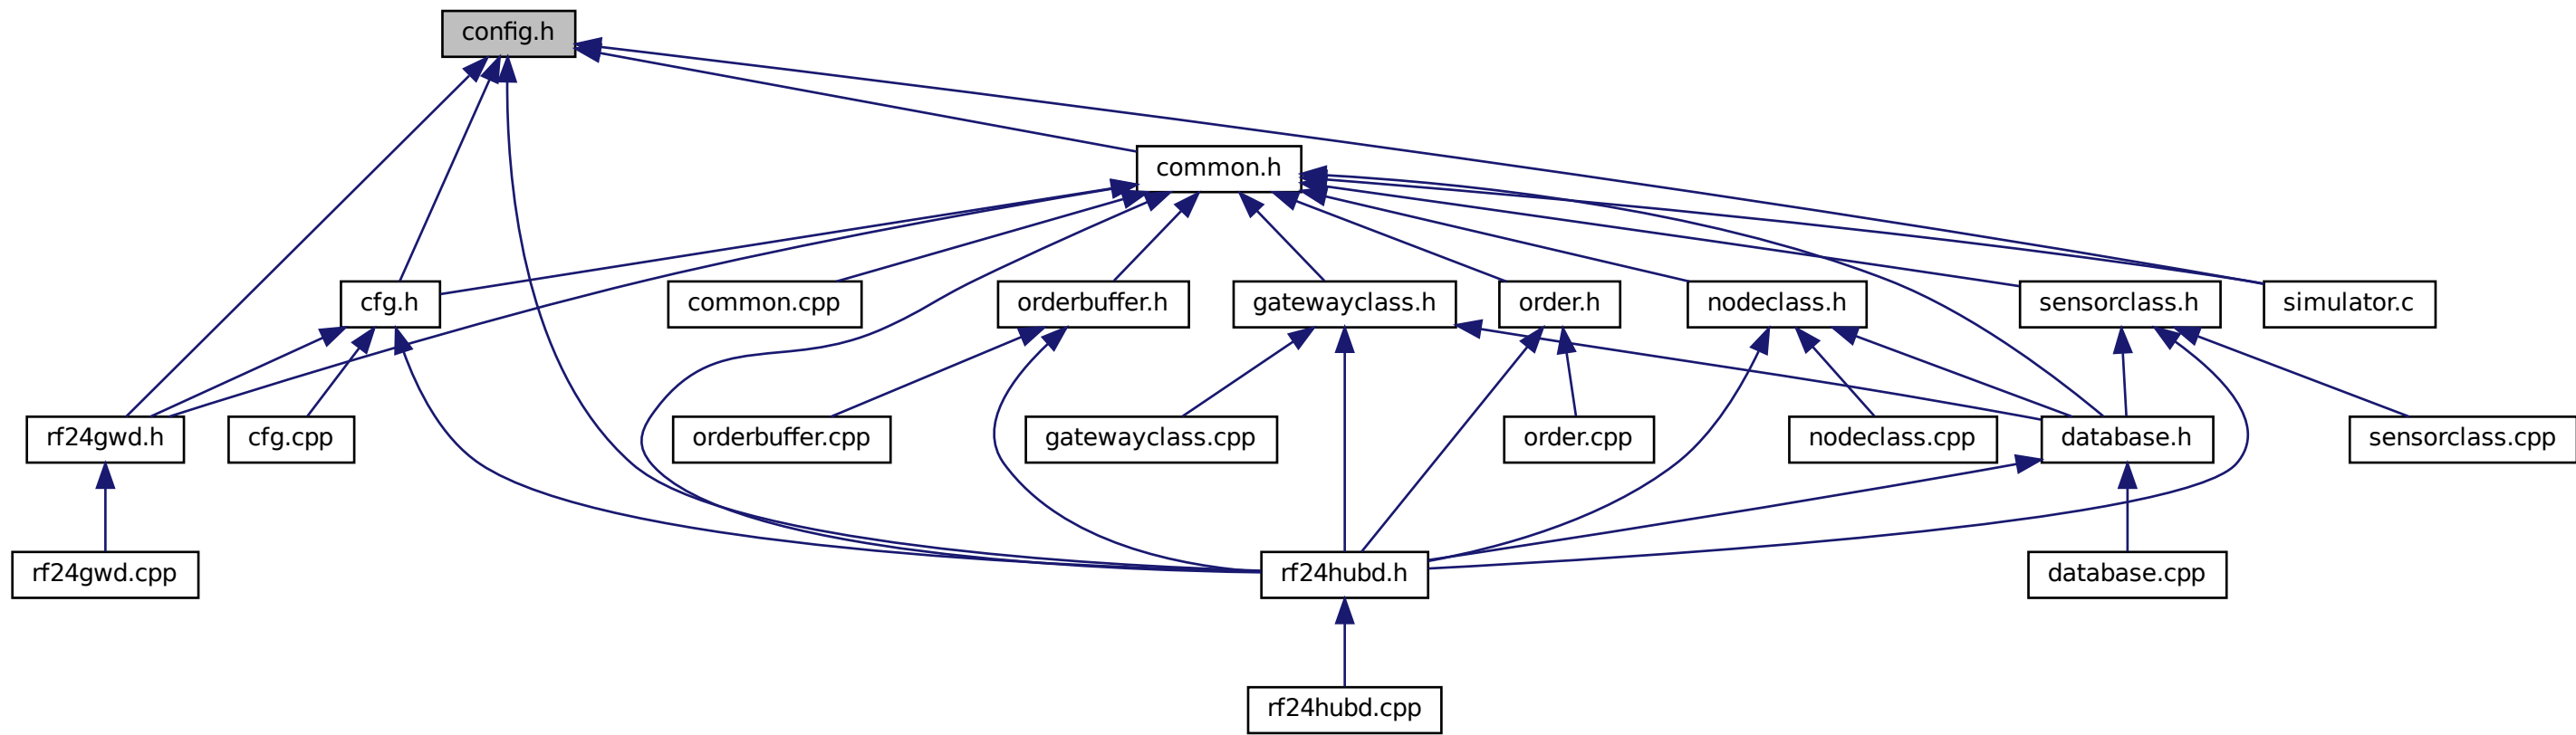 config.h
common.h
cfg.h
common.cpp
orderbuffer.h
gatewayclass.h
order.h
nodeclass.h
sensorclass.h
simulator.c
rf24gwd.h
cfg.cpp
orderbuffer.cpp
gatewayclass.cpp
order.cpp
nodeclass.cpp
database.h
sensorclass.cpp
rf24gwd.cpp
rf24hubd.h
database.cpp
rf24hubd.cpp